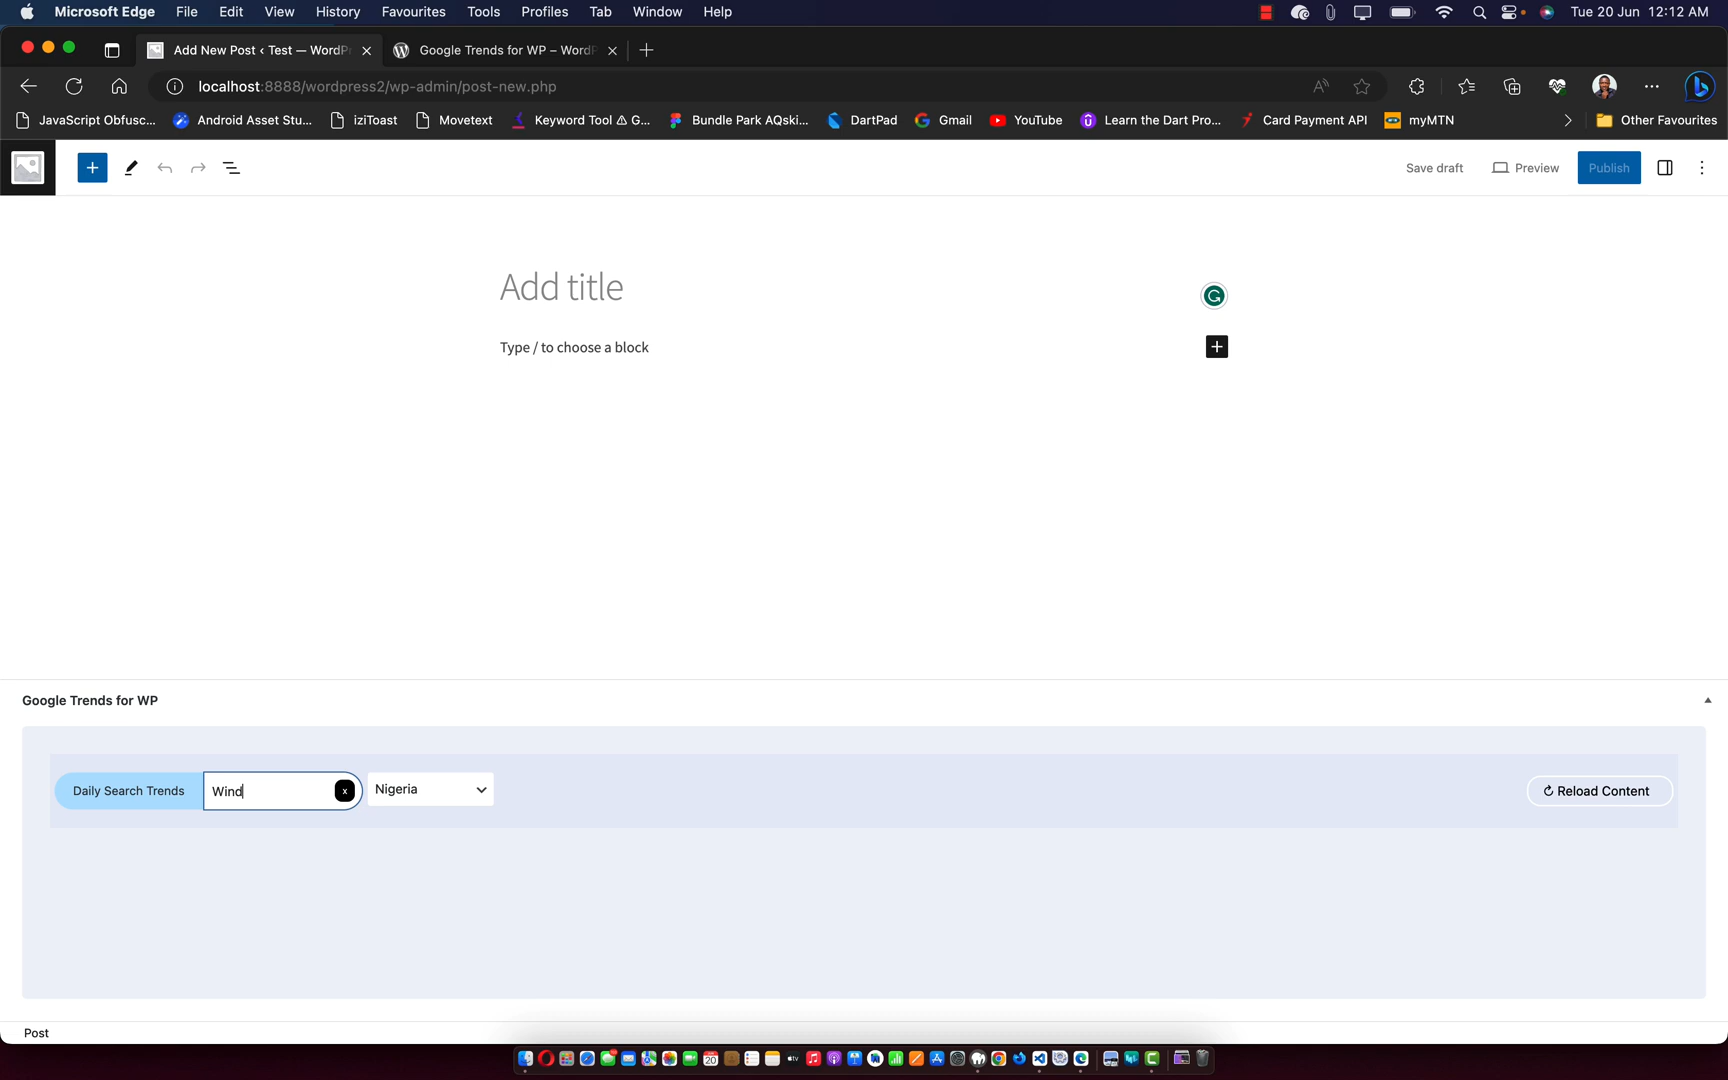 Microsoft Edge File Edit View History Favourites Tools Profiles Tab Window Help Tue 20 Jun 12:12 AM
Add New Post ‹ Test — WordPr Google Trends for WP – WordP
localhost:8888/wordpress2/wp-admin/post-new.php
JavaScript Obfusc... Android Asset Stu... iziToast Movetext Keyword Tool ⚠ G... Bundle Park AQski... DartPad Gmail YouTube Learn the Dart Pro... Card Payment API myMTN Other Favourites
Save draft Preview Publish
Add title
Type / to choose a block
Google Trends for WP
Daily Search Trends Wind x Nigeria ↻ Reload Content
Post